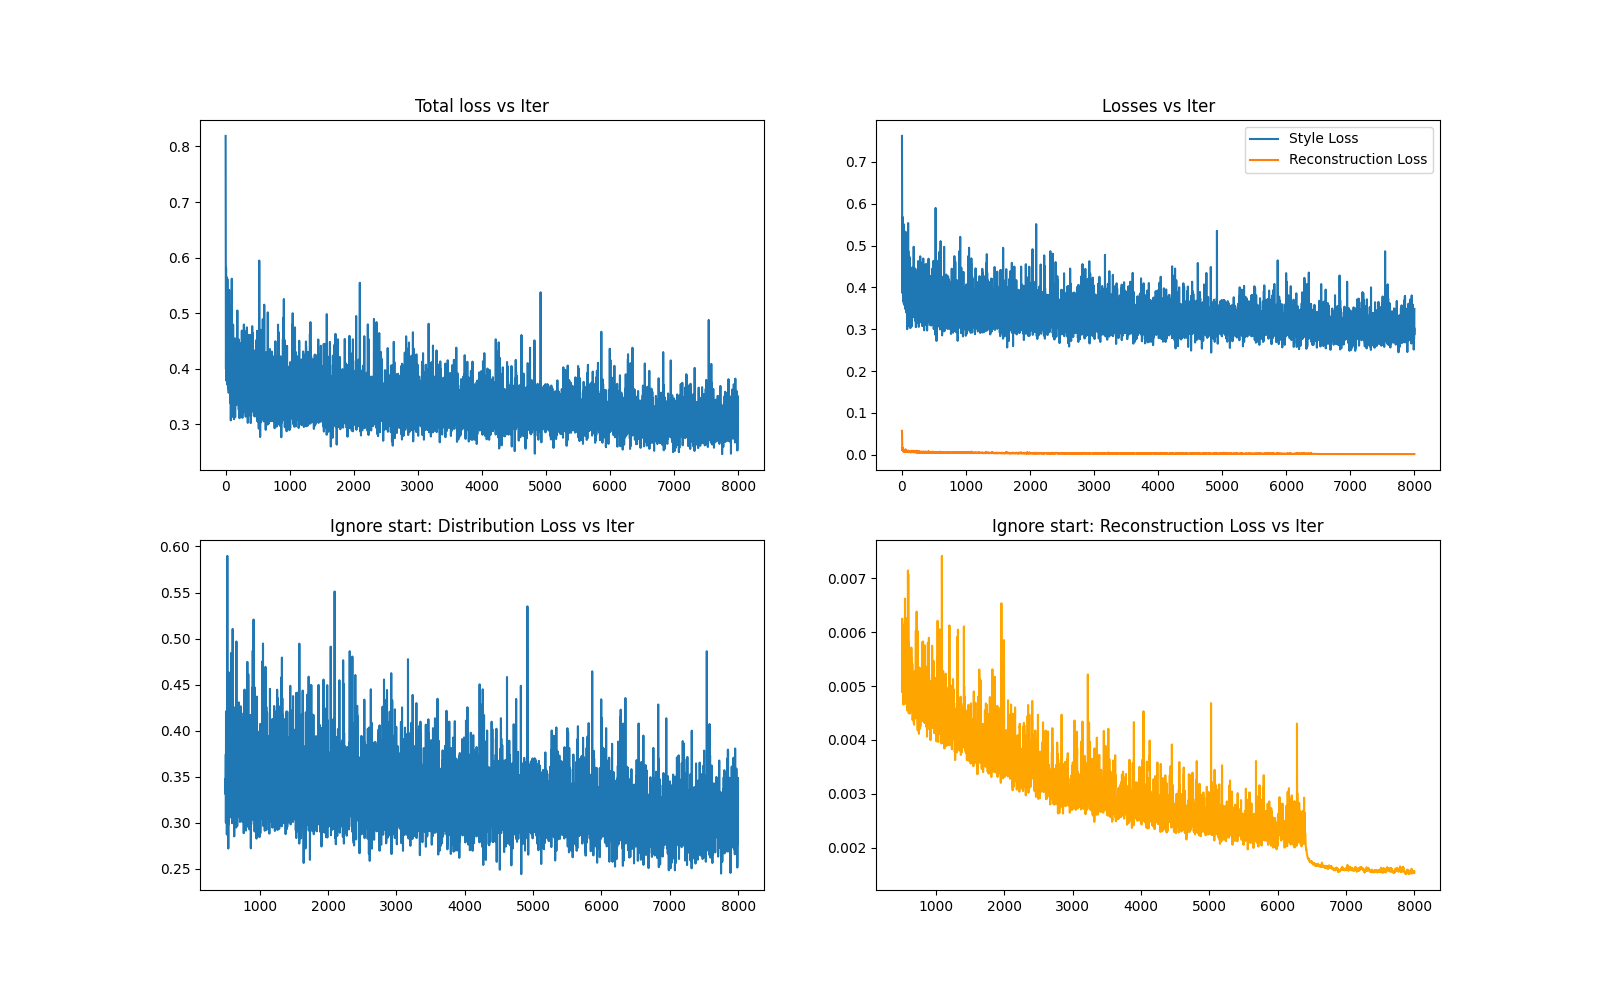 Total loss vs Iter
0.8
0.7
0.6
0.5
0.4
0.3
0 1000 2000 3000 4000 5000 6000 7000 8000
Losses vs Iter
Style Loss
Reconstruction Loss
0.7
0.6
0.5
0.4
0.3
0.2
0.1
0.0
0 1000 2000 3000 4000 5000 6000 7000 8000
Ignore start: Distribution Loss vs Iter
0.60
0.55
0.50
0.45
0.40
0.35
0.30
0.25
1000 2000 3000 4000 5000 6000 7000 8000
Ignore start: Reconstruction Loss vs Iter
0.007
0.006
0.005
0.004
0.003
0.002
1000 2000 3000 4000 5000 6000 7000 8000